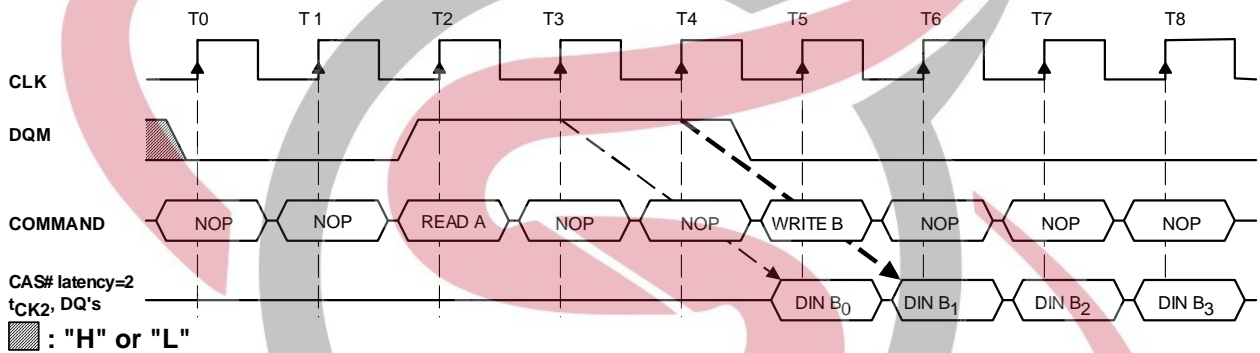 T0 T 1 T2 T3 T4 T5 T6 T7 T8
CLK
DQM
COMMAND NOP NOP READ A NOP NOP WRITE B NOP NOP NOP
CAS# latency=2
tCK2, DQ's DIN B0 DIN B1 DIN B2 DIN B3
: "H" or "L"